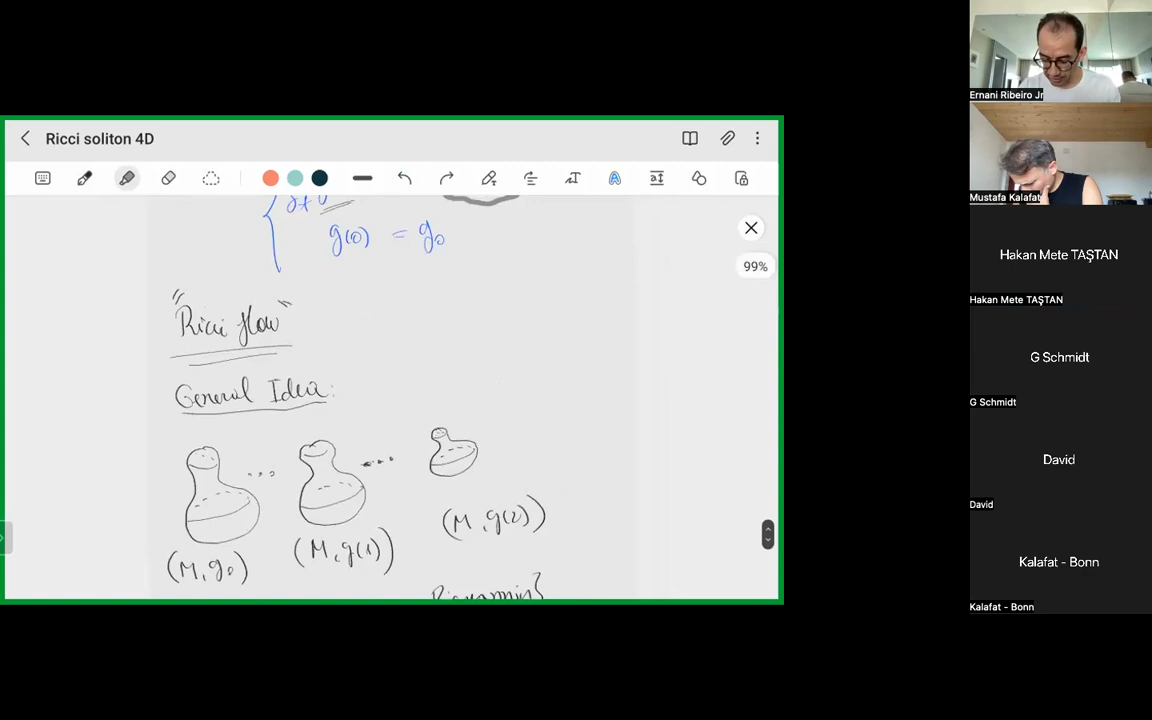 Ernani Ribeiro Jr
Ricci soliton 4D
Mustafa Kalafat
g(0) = g₀
99%
Hakan Mete TAŞTAN
Hakan Mete TAŞTAN
"Ricci flow"
G Schmidt
G Schmidt
General Idea:
David
David
(M, g₀) ... (M, g(1)) ... (M, g(2))
Kalafat - Bonn
Kalafat - Bonn